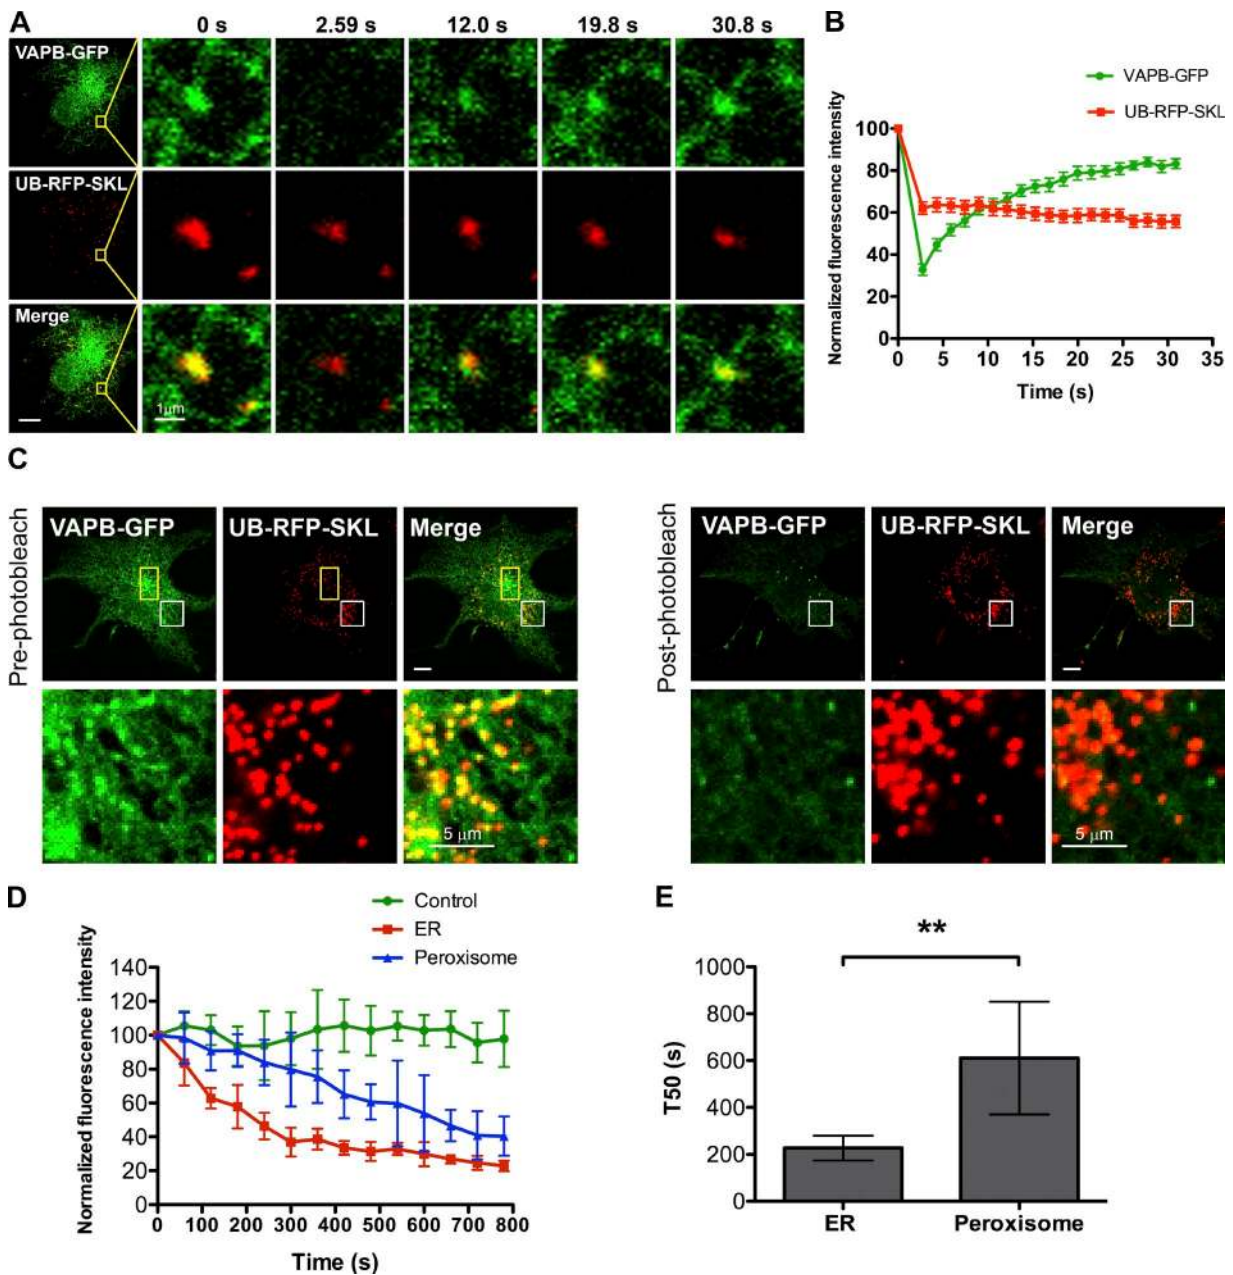 A
0 s 2.59 s 12.0 s 19.8 s 30.8 s
VAPB-GFP
UB-RFP-SKL
Merge
1μm
B
VAPB-GFP
UB-RFP-SKL
Normalized fluorescence intensity
100
80
60
40
20
0
0 5 10 15 20 25 30 35
Time (s)
C
Pre-photobleach
VAPB-GFP UB-RFP-SKL Merge
5 μm
Post-photobleach
VAPB-GFP UB-RFP-SKL Merge
5 μm
D
Control
ER
Peroxisome
Normalized fluorescence intensity
140
120
100
80
60
40
20
0
0 100 200 300 400 500 600 700 800
Time (s)
E
**
T50 (s)
1000
800
600
400
200
0
ER Peroxisome